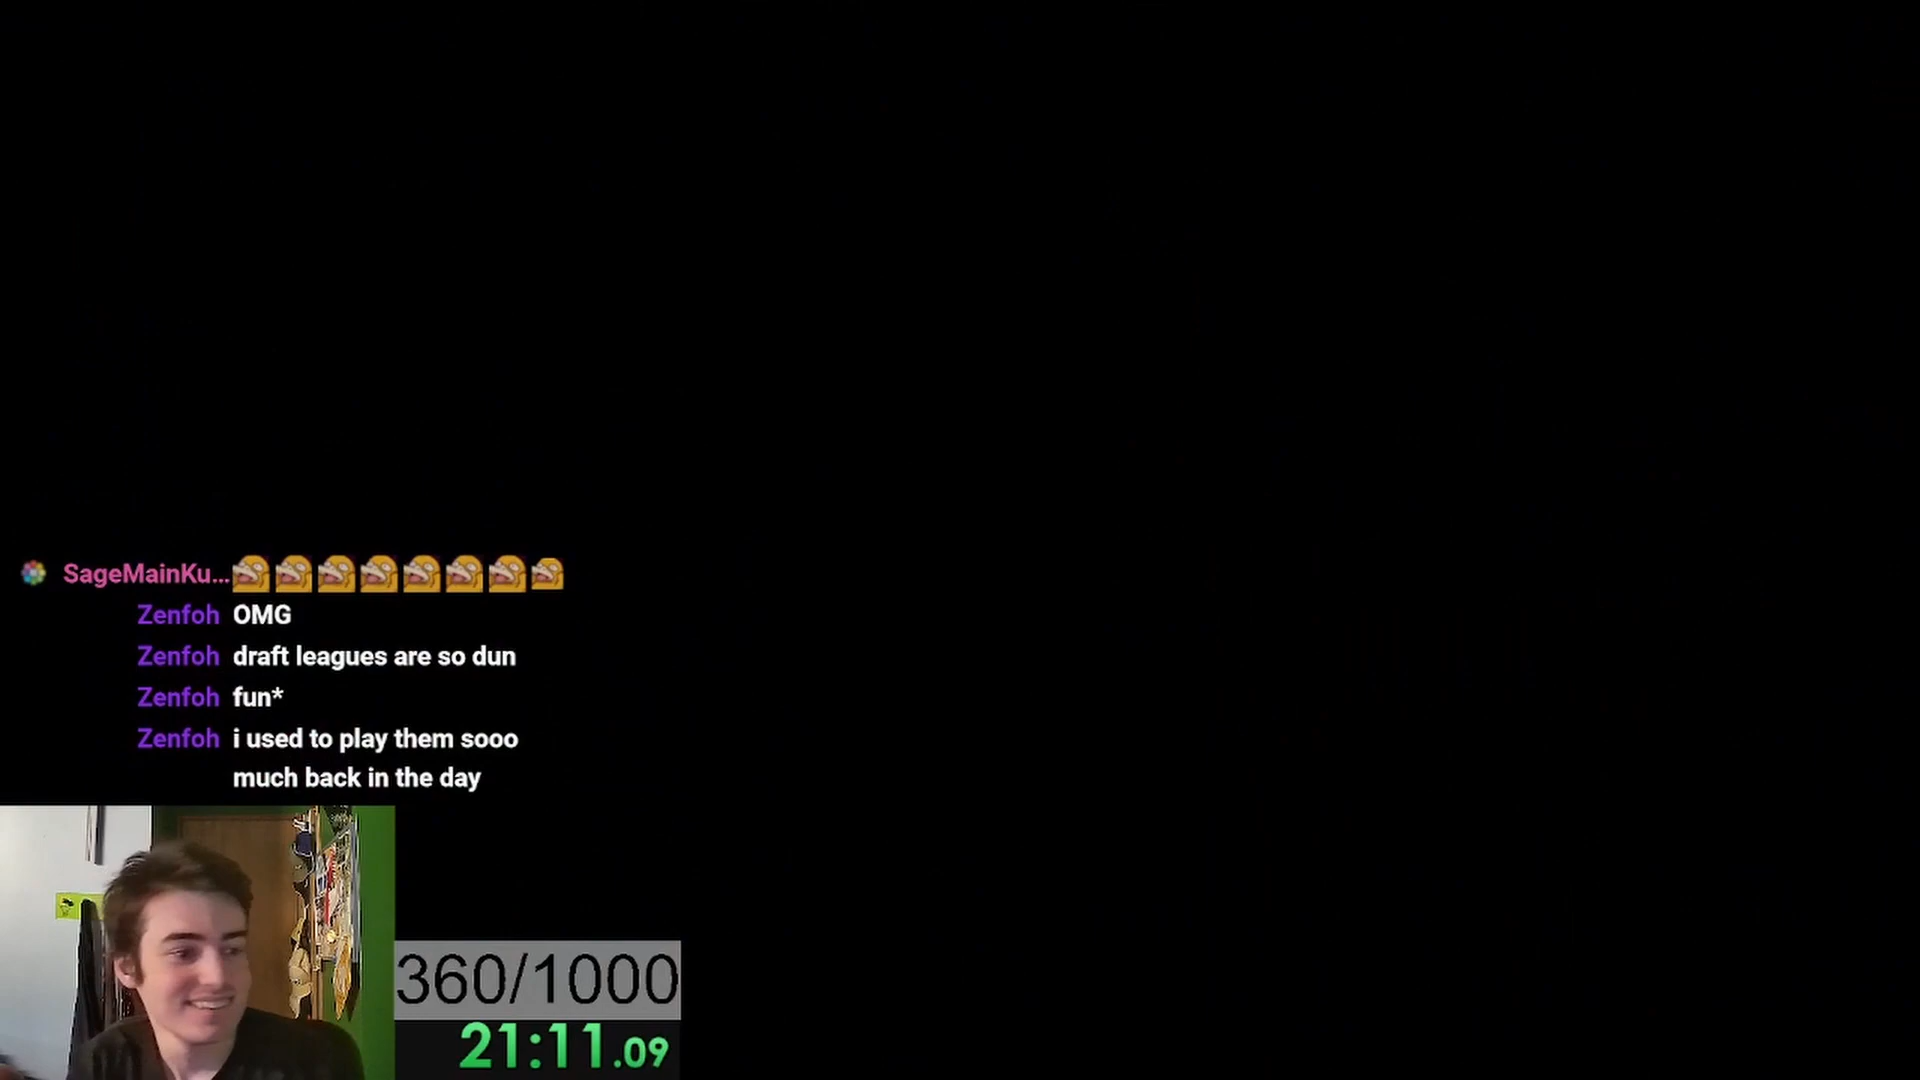 SageMainKu...
Zenfoh OMG
Zenfoh draft leagues are so dun
Zenfoh fun*
Zenfoh i used to play them sooo
much back in the day
360/1000
21:11.09